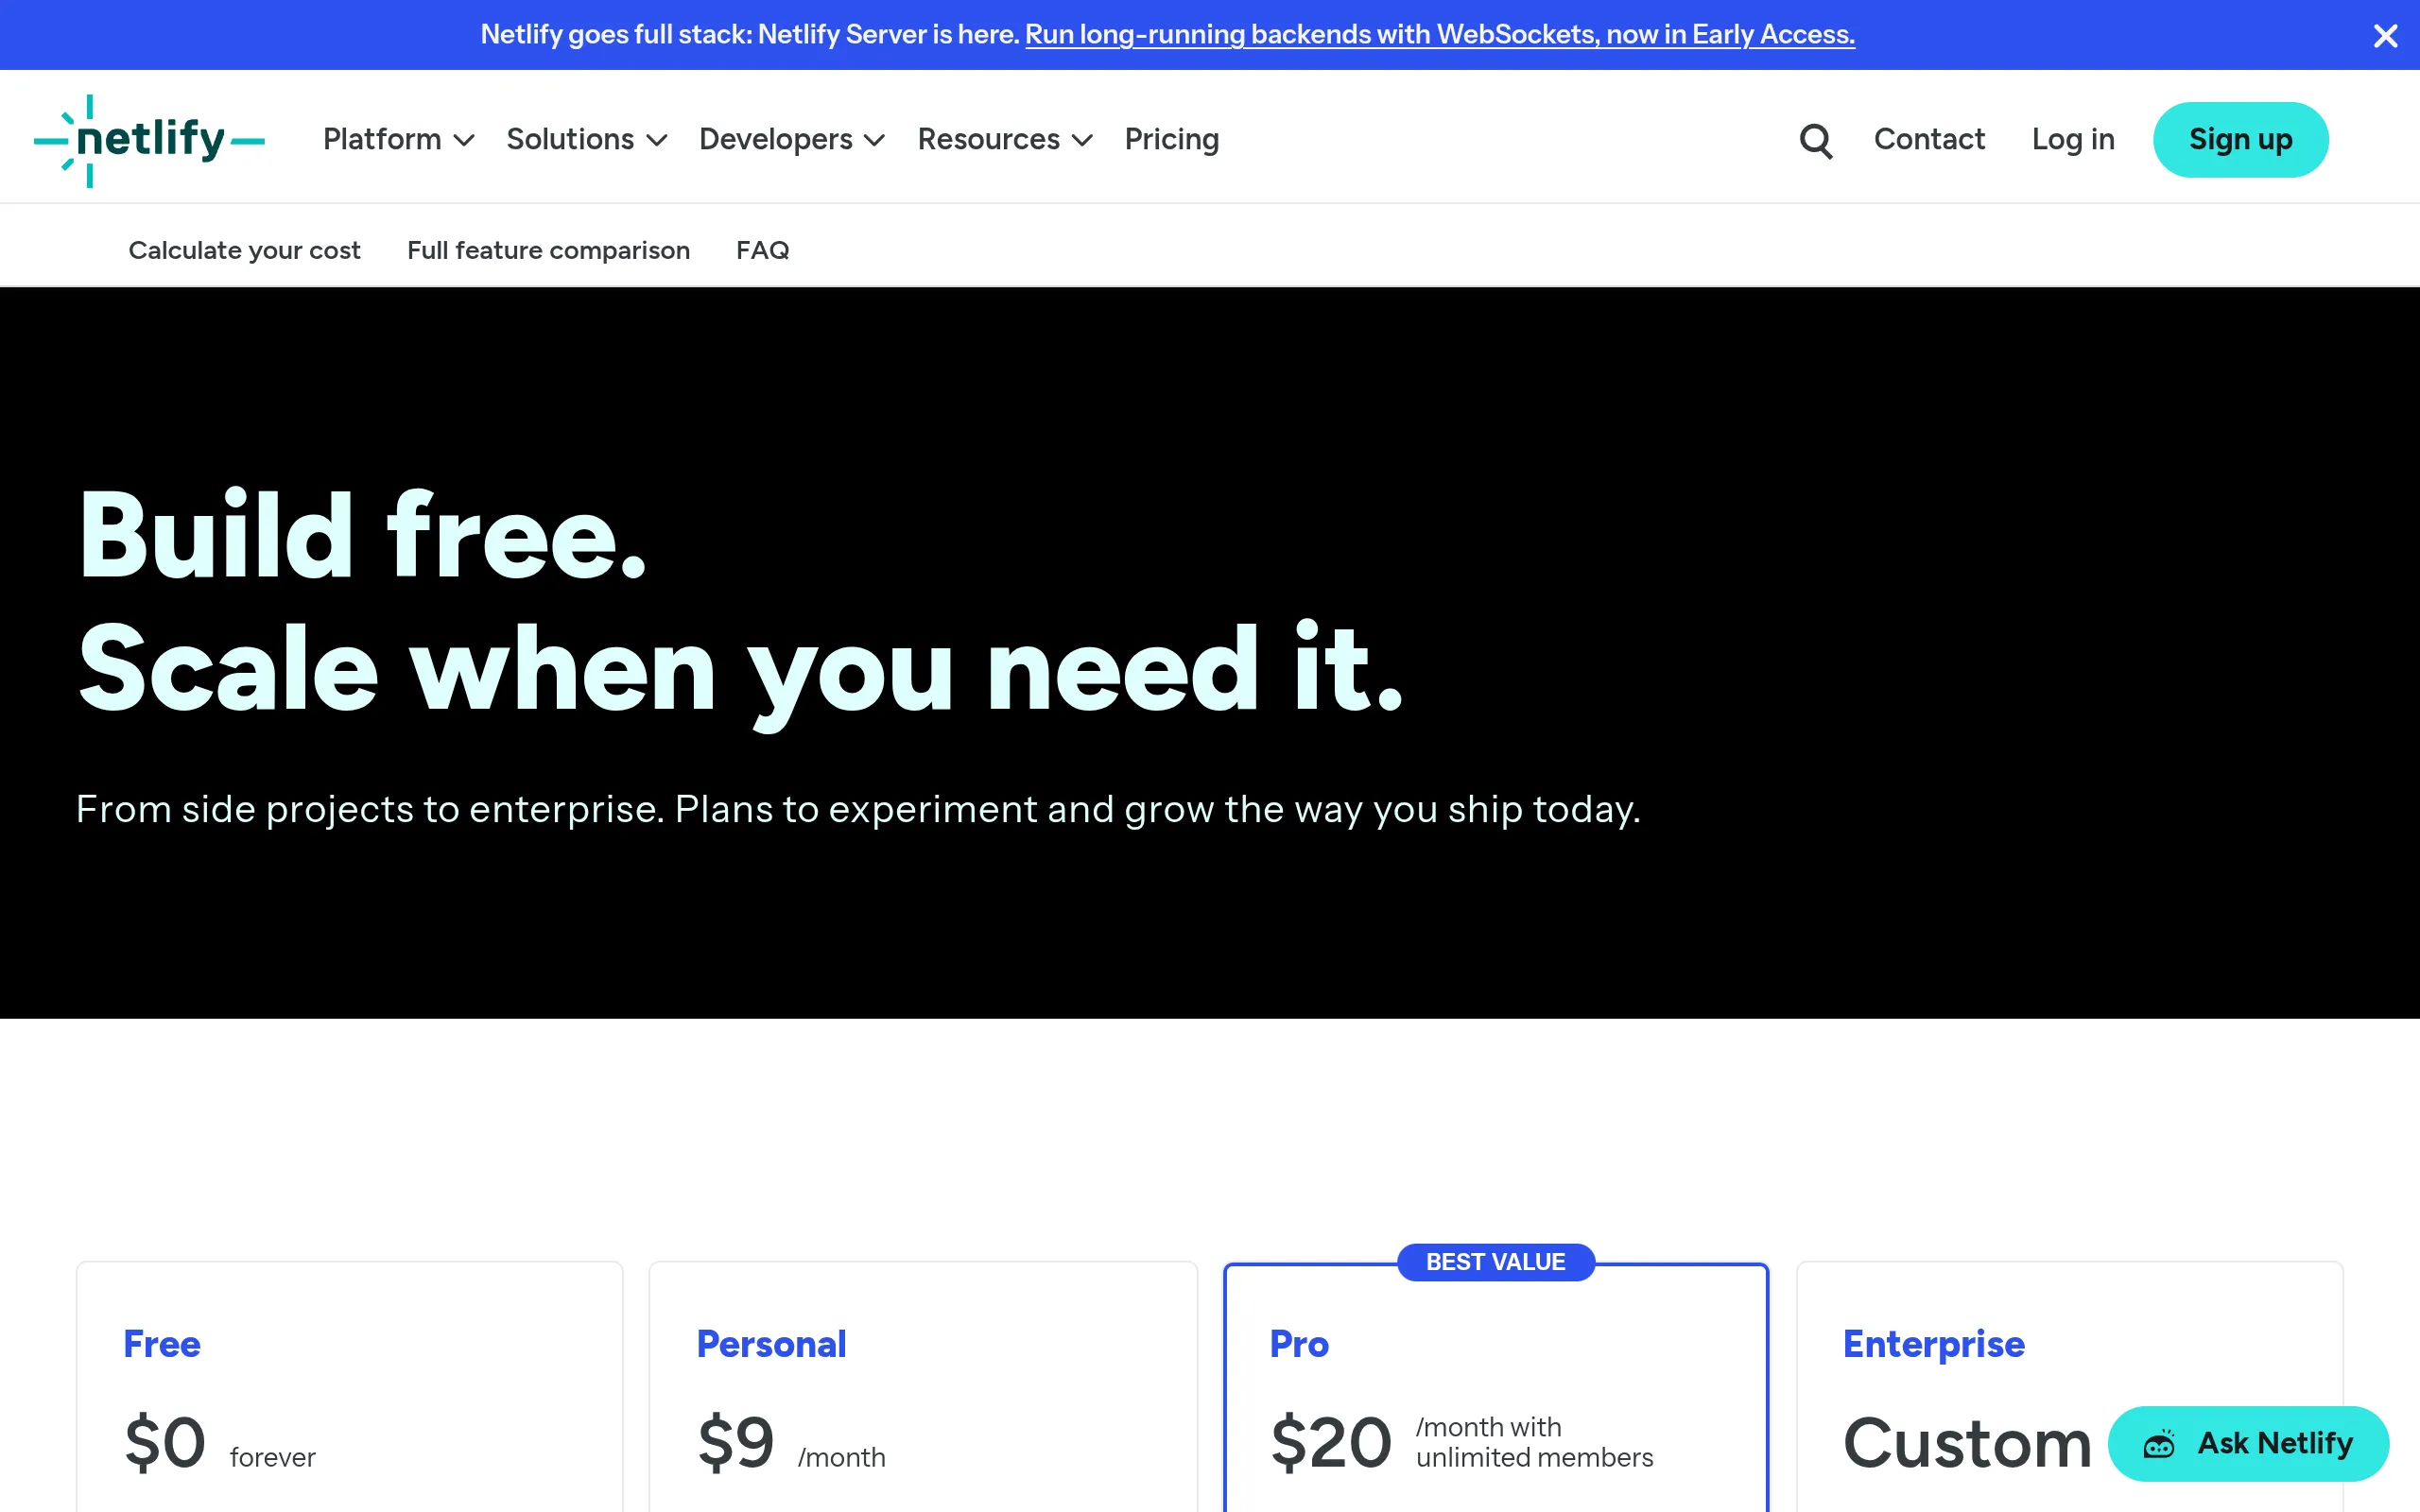 Netlify goes full stack: Netlify Server is here. Run long-running backends with WebSockets, now in Early Access.
netlify
Platform Solutions Developers Resources Pricing
Contact Log in Sign up
Calculate your cost Full feature comparison FAQ
Build free.
Scale when you need it.
From side projects to enterprise. Plans to experiment and grow the way you ship today.
Free
$0 forever
Personal
$9 /month
BEST VALUE
Pro
$20 /month with
unlimited members
Enterprise
Custom
Ask Netlify